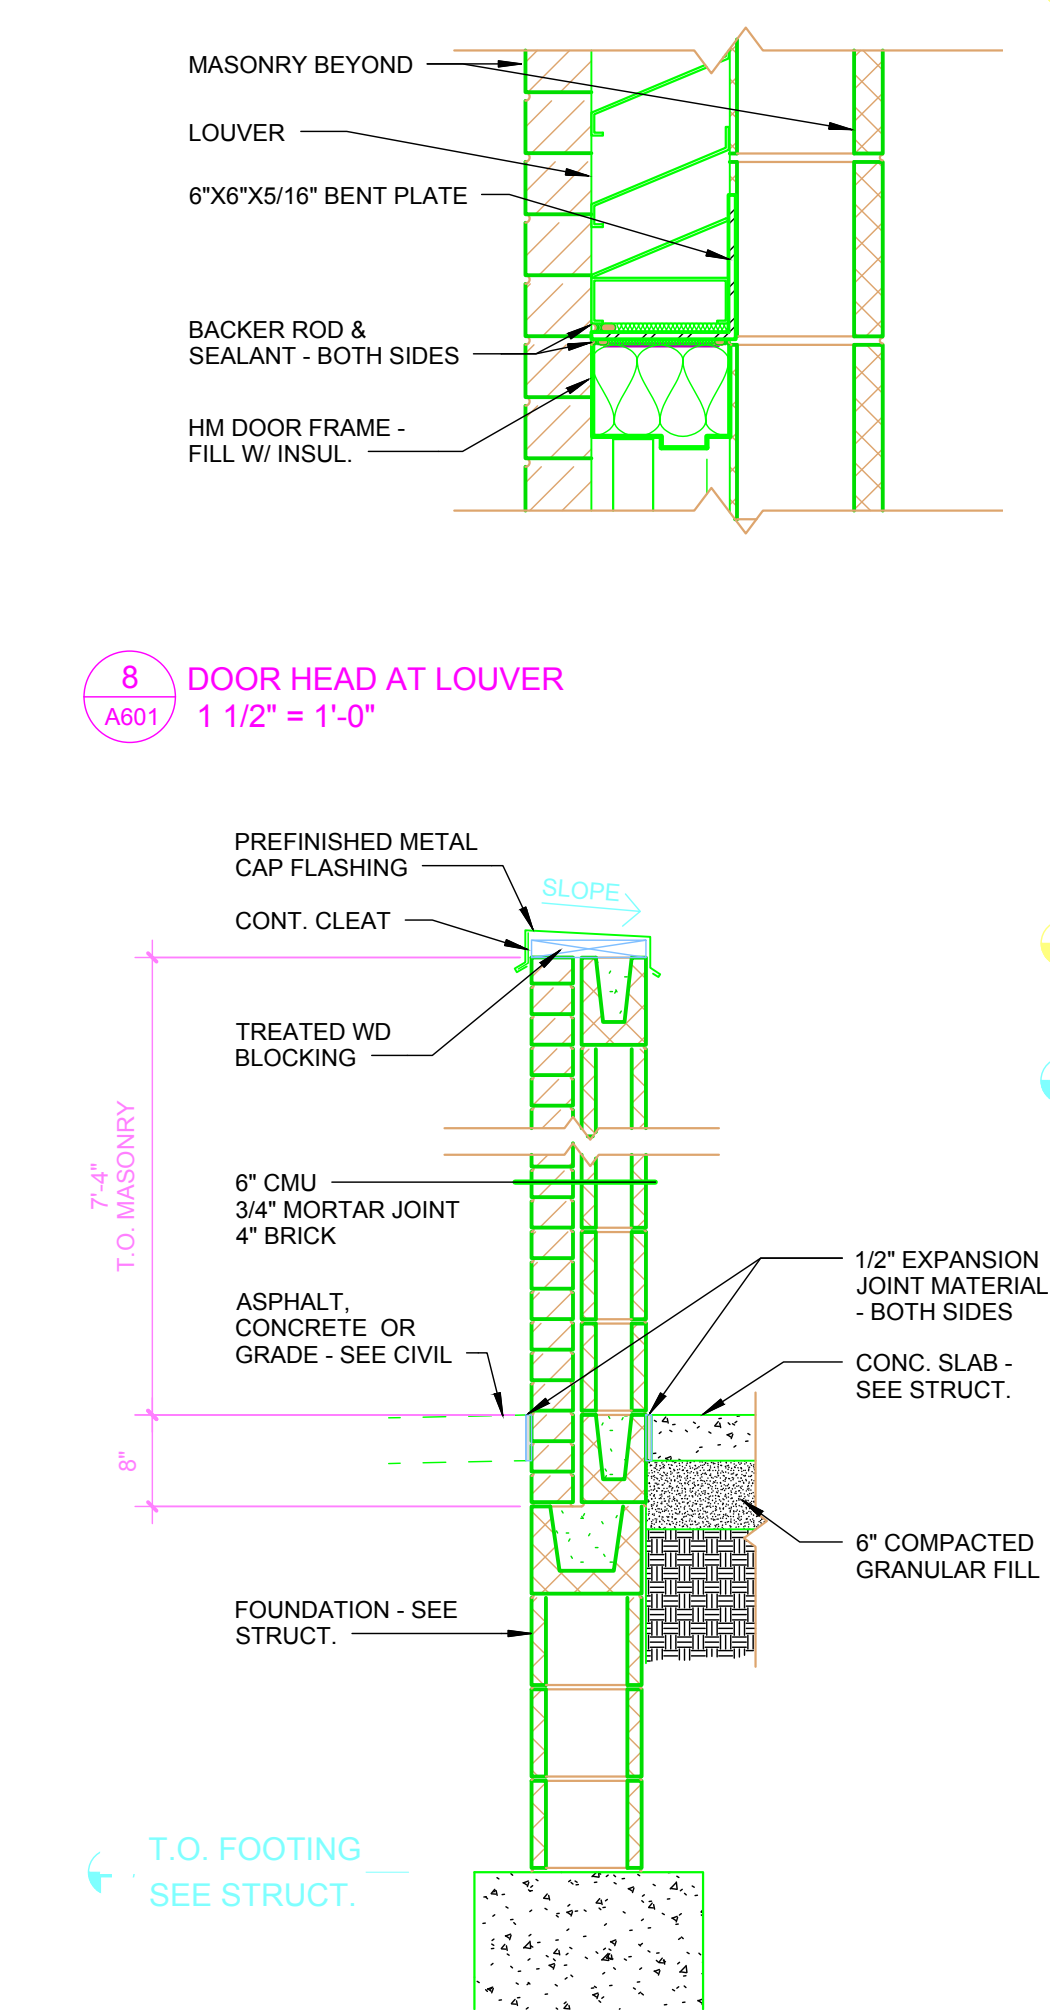 MASONRY BEYOND
LOUVER
6"X6"X5/16" BENT PLATE
BACKER ROD &
SEALANT - BOTH SIDES
HM DOOR FRAME -
FILL W/ INSUL.
8
A601
DOOR HEAD AT LOUVER
1 1/2" = 1'-0"
PREFINISHED METAL
CAP FLASHING
SLOPE
CONT. CLEAT
TREATED WD
BLOCKING
7'-4"
T.O. MASONRY
6" CMU
3/4" MORTAR JOINT
4" BRICK
1/2" EXPANSION
JOINT MATERIAL
- BOTH SIDES
ASPHALT,
CONCRETE OR
GRADE - SEE CIVIL
CONC. SLAB -
SEE STRUCT.
8"
6" COMPACTED
GRANULAR FILL
FOUNDATION - SEE
STRUCT.
T.O. FOOTING
SEE STRUCT.